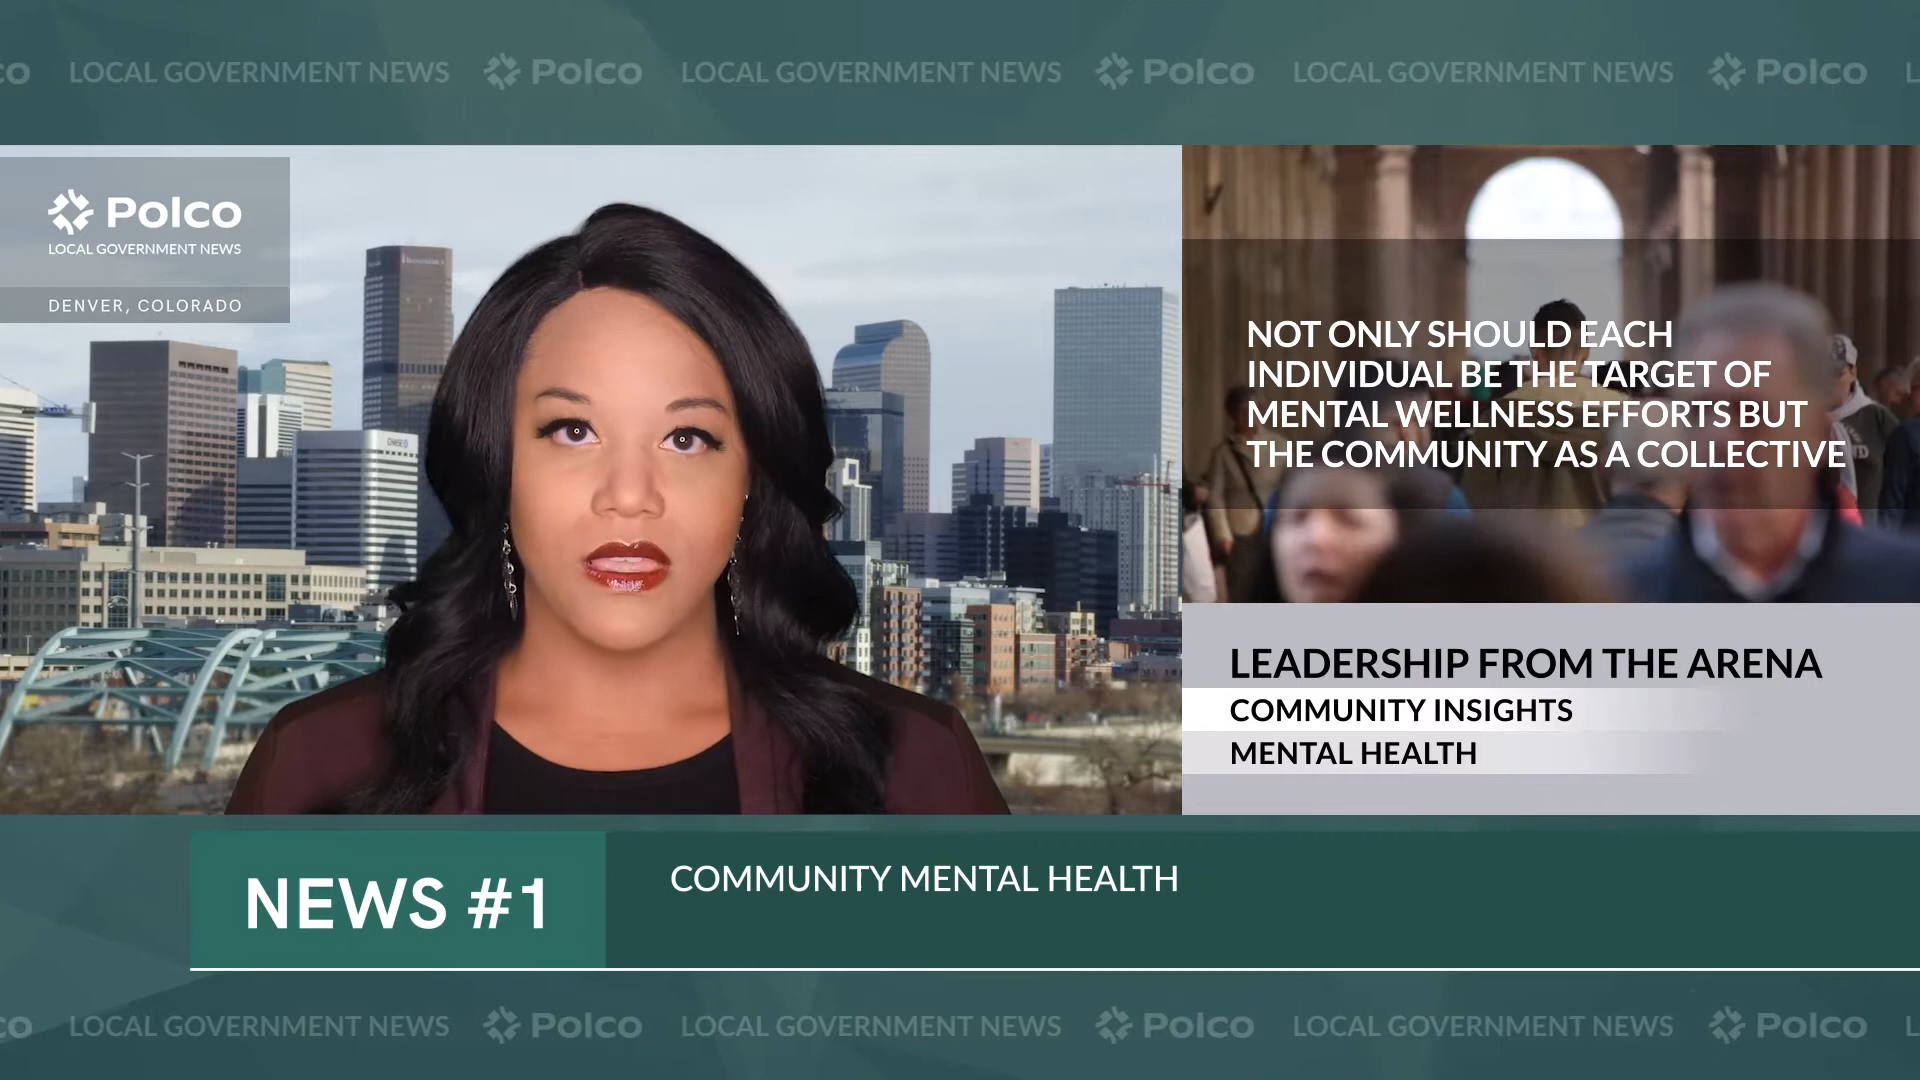 CO LOCAL GOVERNMENT NEWS Polco LOCAL GOVERNMENT NEWS Polco LOCAL GOVERNMENT NEWS Polco L
Polco
LOCAL GOVERNMENT NEWS
DENVER, COLORADO
NOT ONLY SHOULD EACH
INDIVIDUAL BE THE TARGET OF
MENTAL WELLNESS EFFORTS BUT
THE COMMUNITY AS A COLLECTIVE
LEADERSHIP FROM THE ARENA
COMMUNITY INSIGHTS
MENTAL HEALTH
NEWS #1
COMMUNITY MENTAL HEALTH
co LOCAL GOVERNMENT NEWS Polco LOCAL GOVERNMENT NEWS Polco LOCAL GOVERNMENT NEWS Polco L